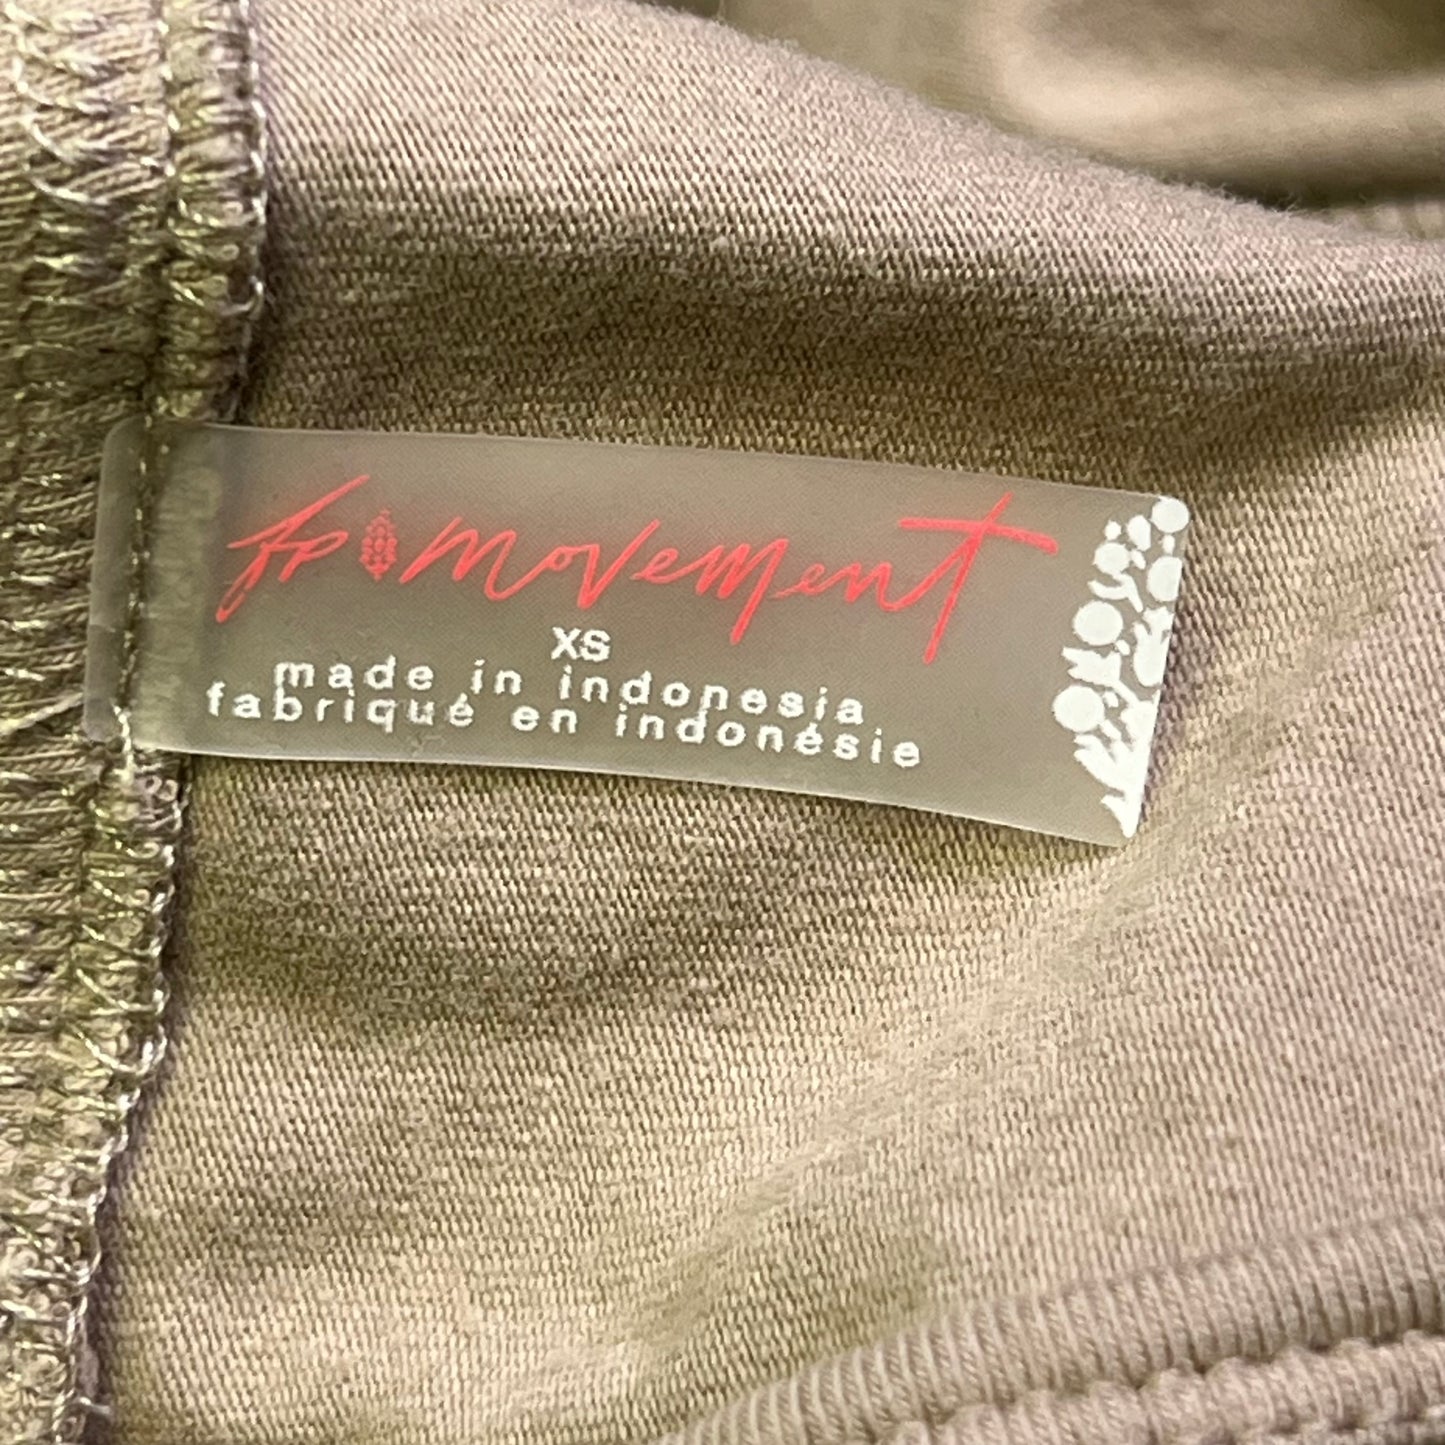 fp movement
XS
made in indonesia
fabriqué en indonésie